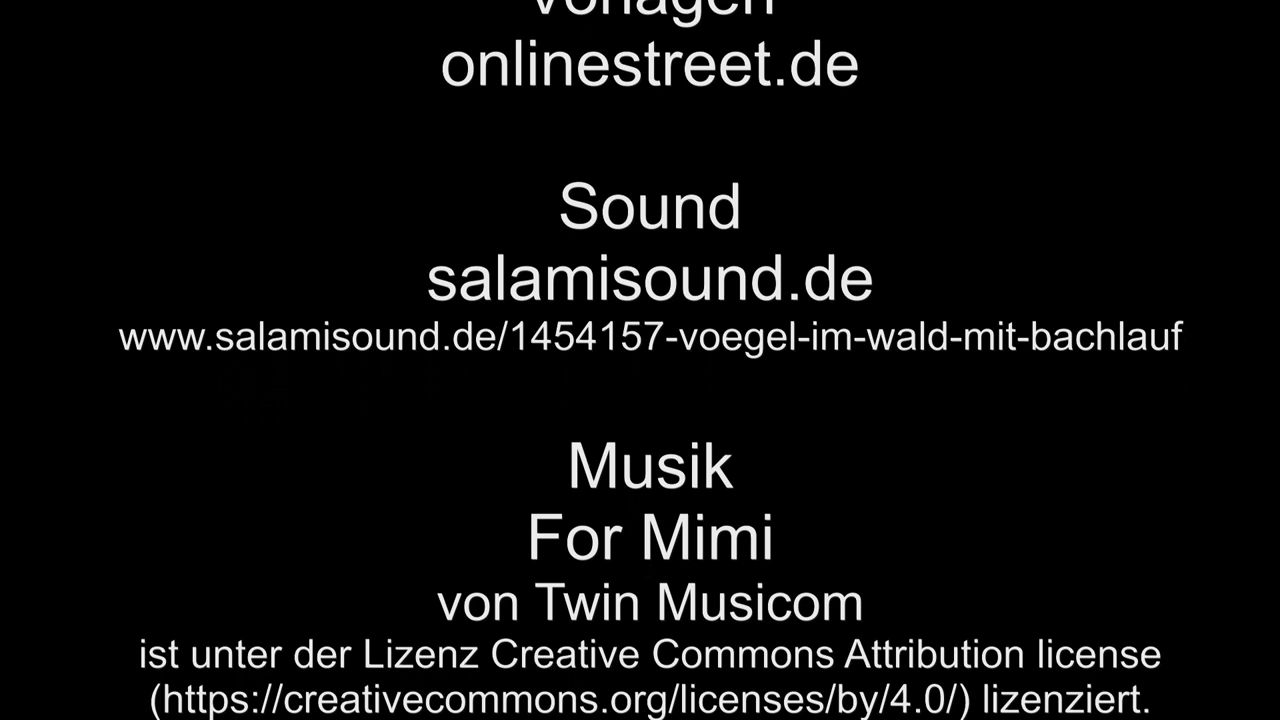 onlinestreet.de
Sound
salamisound.de
www.salamisound.de/1454157-voegel-im-wald-mit-bachlauf
Musik
For Mimi
von Twin Musicom
ist unter der Lizenz Creative Commons Attribution license
(https://creativecommons.org/licenses/by/4.0/) lizenziert.